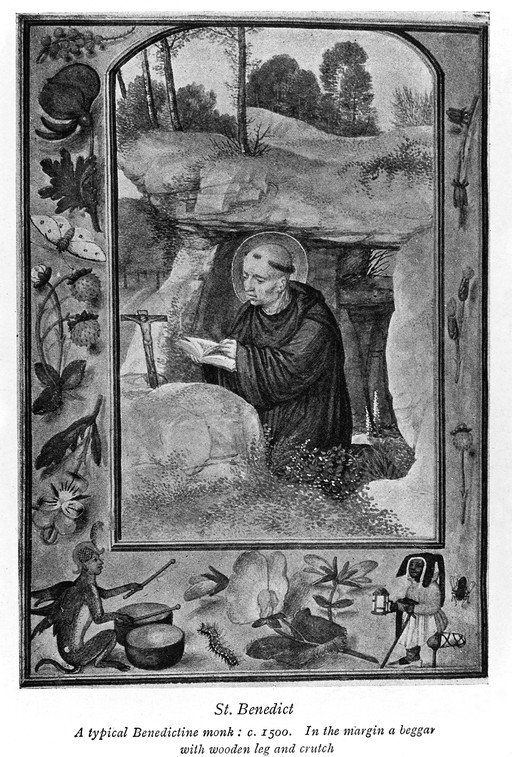 St. Benedict
A typical Benedictine monk : c. 1500. In the margin a beggar
with wooden leg and crutch